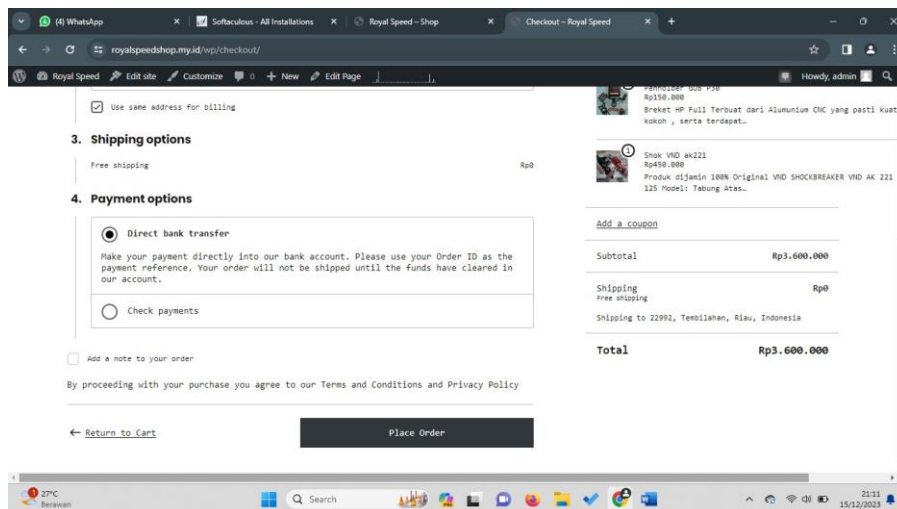 (4) WhatsApp
Softaculous - All Installations
Royal Speed – Shop
Checkout – Royal Speed
royalspeedshop.my.id/wp/checkout/
Royal Speed
Edit site
Customize
0
New
Edit Page
Howdy, admin
Use same address for billing
3. Shipping options
Free shipping
Rp0
4. Payment options
Direct bank transfer
Make your payment directly into our bank account. Please use your Order ID as the
payment reference. Your order will not be shipped until the funds have cleared in
our account.
Check payments
Add a note to your order
By proceeding with your purchase you agree to our Terms and Conditions and Privacy Policy
Return to Cart
Place Order
Rp150.000
Breket HP Full Terbuat dari Alumunium CNC yang pasti kuat
kokoh , serta terdapat…
1
Shok VND ak221
Rp450.000
Produk dijamin 100% Original VND SHOCKBREAKER VND AK 221
125 Model: Tabung Atas…
Add a coupon
Subtotal
Rp3.600.000
Shipping
Rp0
Free shipping
Shipping to 22992, Tembilahan, Riau, Indonesia
Total
Rp3.600.000
1
27°C
Berawan
Search
21:11
15/12/2023